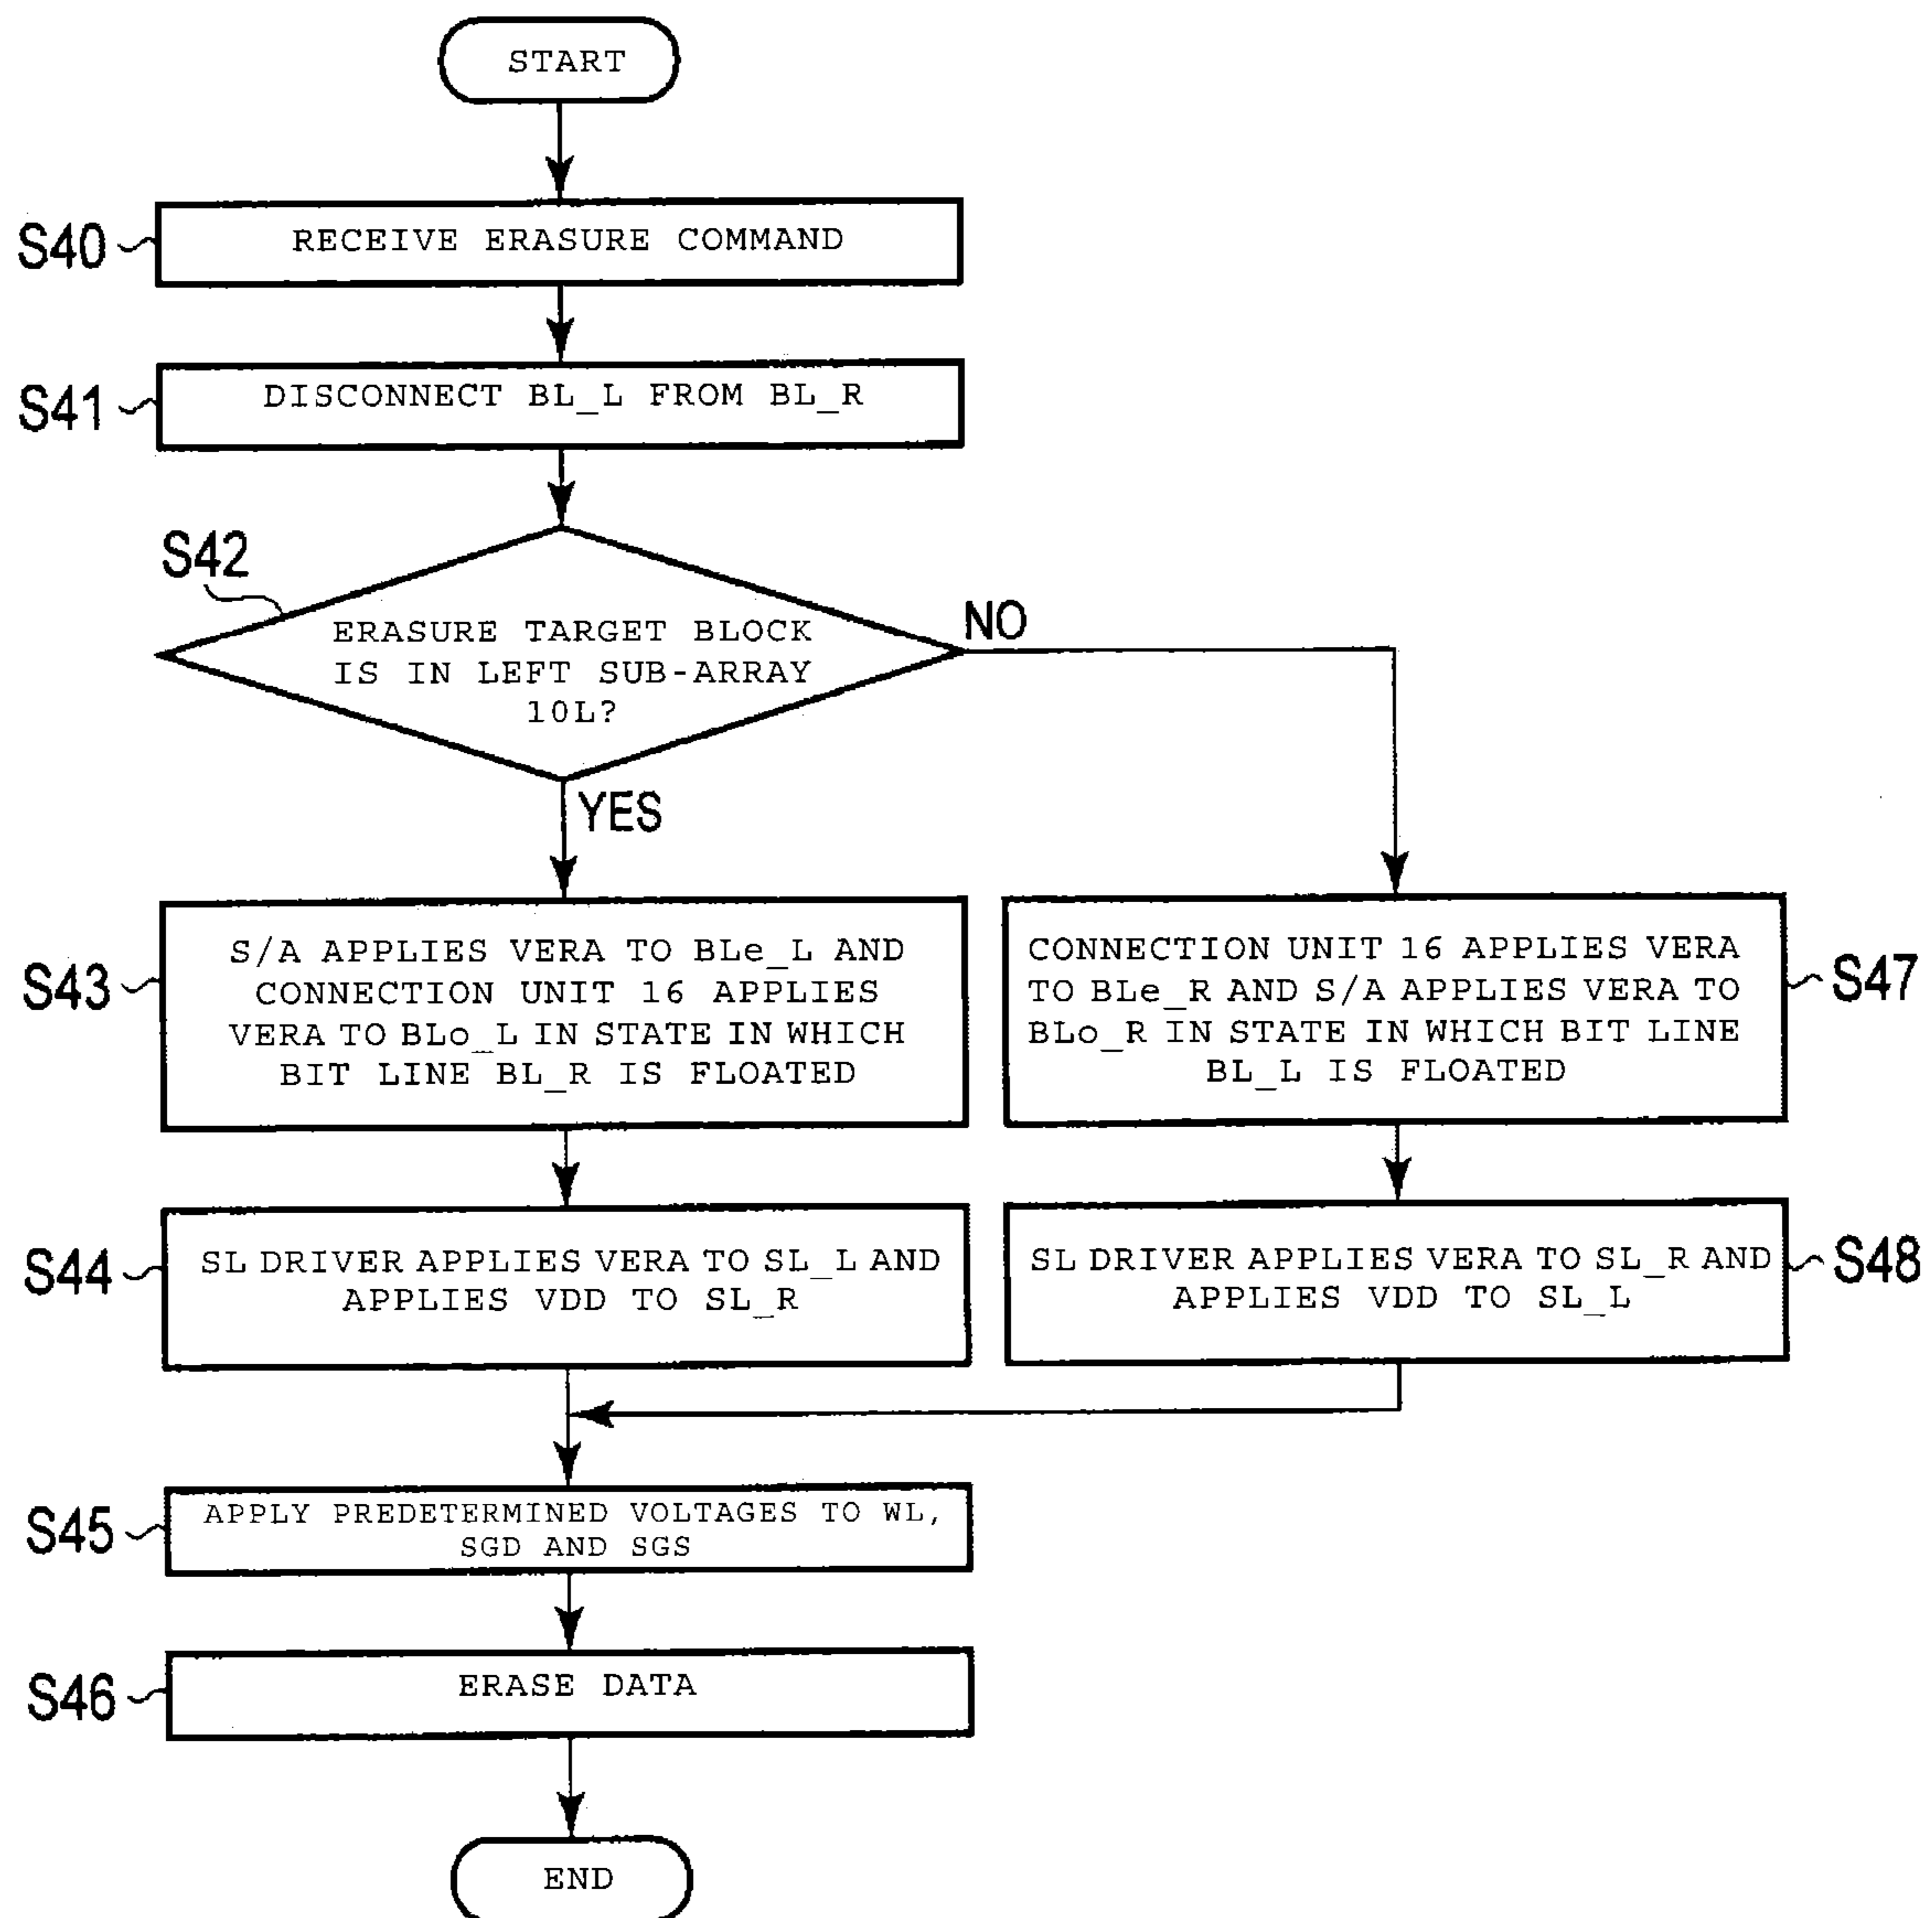 START
S40
RECEIVE ERASURE COMMAND
S41
DISCONNECT BL_L FROM BL_R
S42
ERASURE TARGET BLOCK
IS IN LEFT SUB-ARRAY
10L?
NO
YES
S43
S/A APPLIES VERA TO BLe_L AND
CONNECTION UNIT 16 APPLIES
VERA TO BLo_L IN STATE IN WHICH
BIT LINE BL_R IS FLOATED
CONNECTION UNIT 16 APPLIES VERA
TO BLe_R AND S/A APPLIES VERA TO
BLo_R IN STATE IN WHICH BIT LINE
BL_L IS FLOATED
S47
S44
SL DRIVER APPLIES VERA TO SL_L AND
APPLIES VDD TO SL_R
SL DRIVER APPLIES VERA TO SL_R AND
APPLIES VDD TO SL_L
S48
S45
APPLY PREDETERMINED VOLTAGES TO WL,
SGD AND SGS
S46
ERASE DATA
END